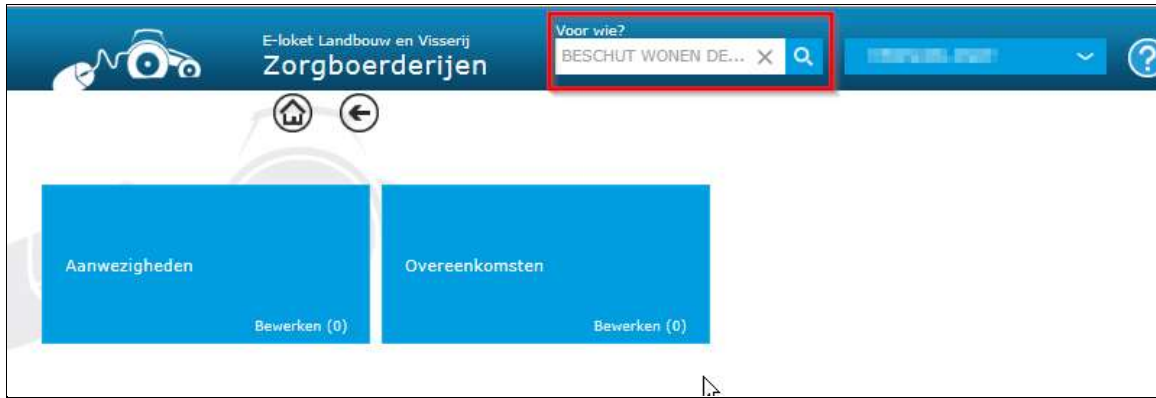 E-loket Landbouw en Visserij
Zorgboerderijen
Voor wie?
BESCHUT WONEN DE...
Aanwezigheden
Bewerken (0)
Overeenkomsten
Bewerken (0)